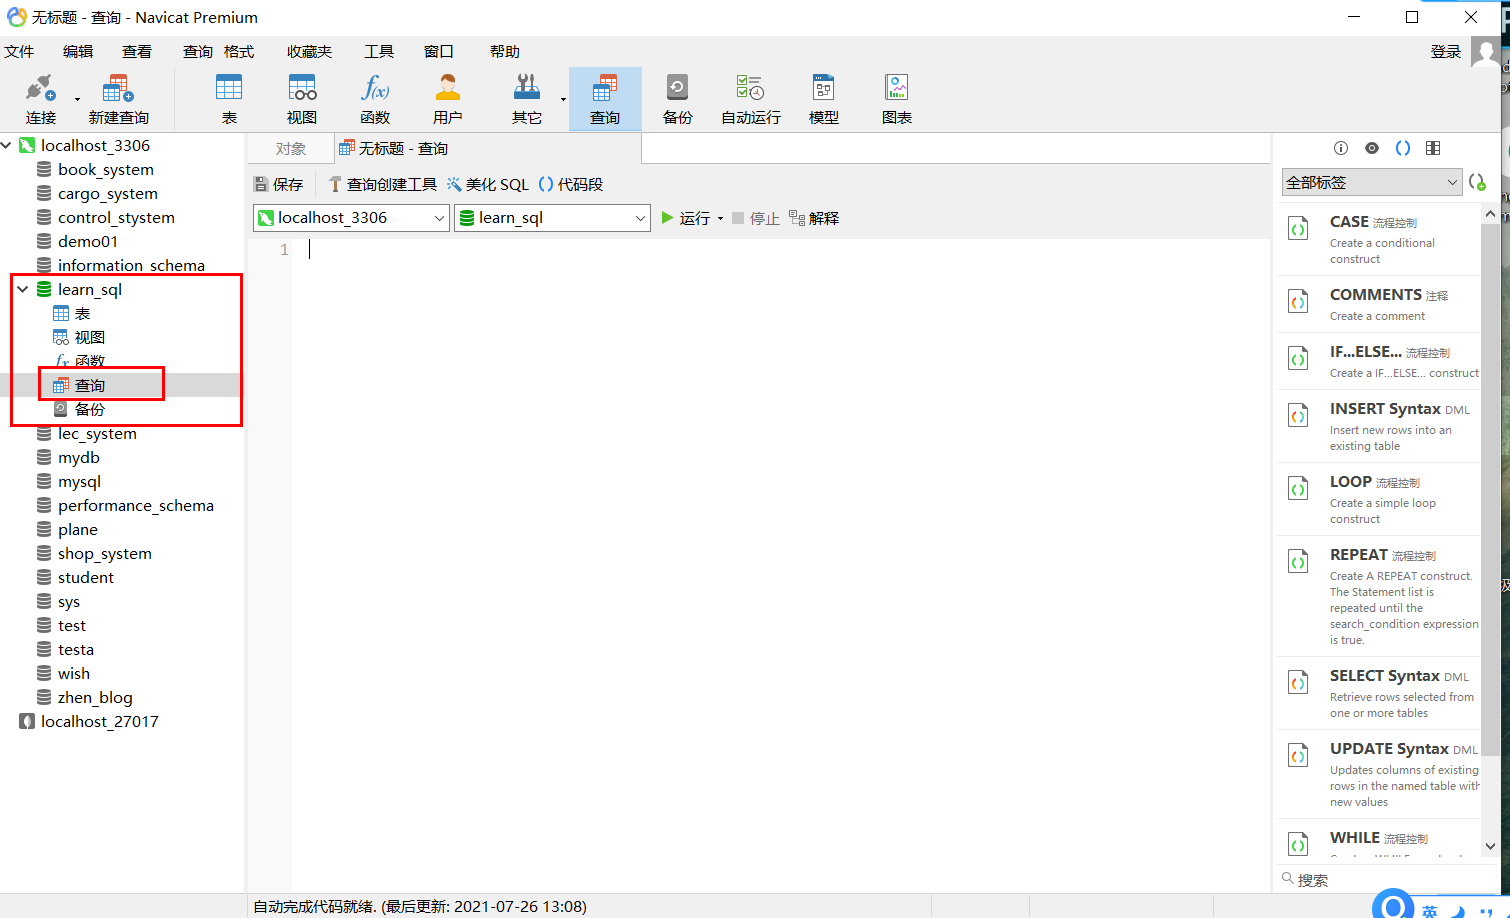 无标题 - 查询 - Navicat Premium
文件 编辑 查看 查询 格式 收藏夹 工具 窗口 帮助 登录
连接 新建查询 表 视图 函数 用户 其它 查询 备份 自动运行 模型 图表
localhost_3306
book_system
cargo_system
control_stystem
demo01
information_schema
learn_sql
表
视图
函数
查询
备份
lec_system
mydb
mysql
performance_schema
plane
shop_system
student
sys
test
testa
wish
zhen_blog
localhost_27017
对象 无标题 - 查询
保存 查询创建工具 美化 SQL 代码段
localhost_3306 learn_sql 运行 停止 解释
1
全部标签
CASE 流程控制
Create a conditional
construct
COMMENTS 注释
Create a comment
IF...ELSE... 流程控制
Create a IF...ELSE... construct
INSERT Syntax DML
Insert new rows into an
existing table
LOOP 流程控制
Create a simple loop
construct
REPEAT 流程控制
Create A REPEAT construct.
The Statement list is
repeated until the
search_condition expression
is true.
SELECT Syntax DML
Retrieve rows selected from
one or more tables
UPDATE Syntax DML
Updates columns of existing
rows in the named table with
new values
WHILE 流程控制
搜索
自动完成代码就绪. (最后更新: 2021-07-26 13:08)
英